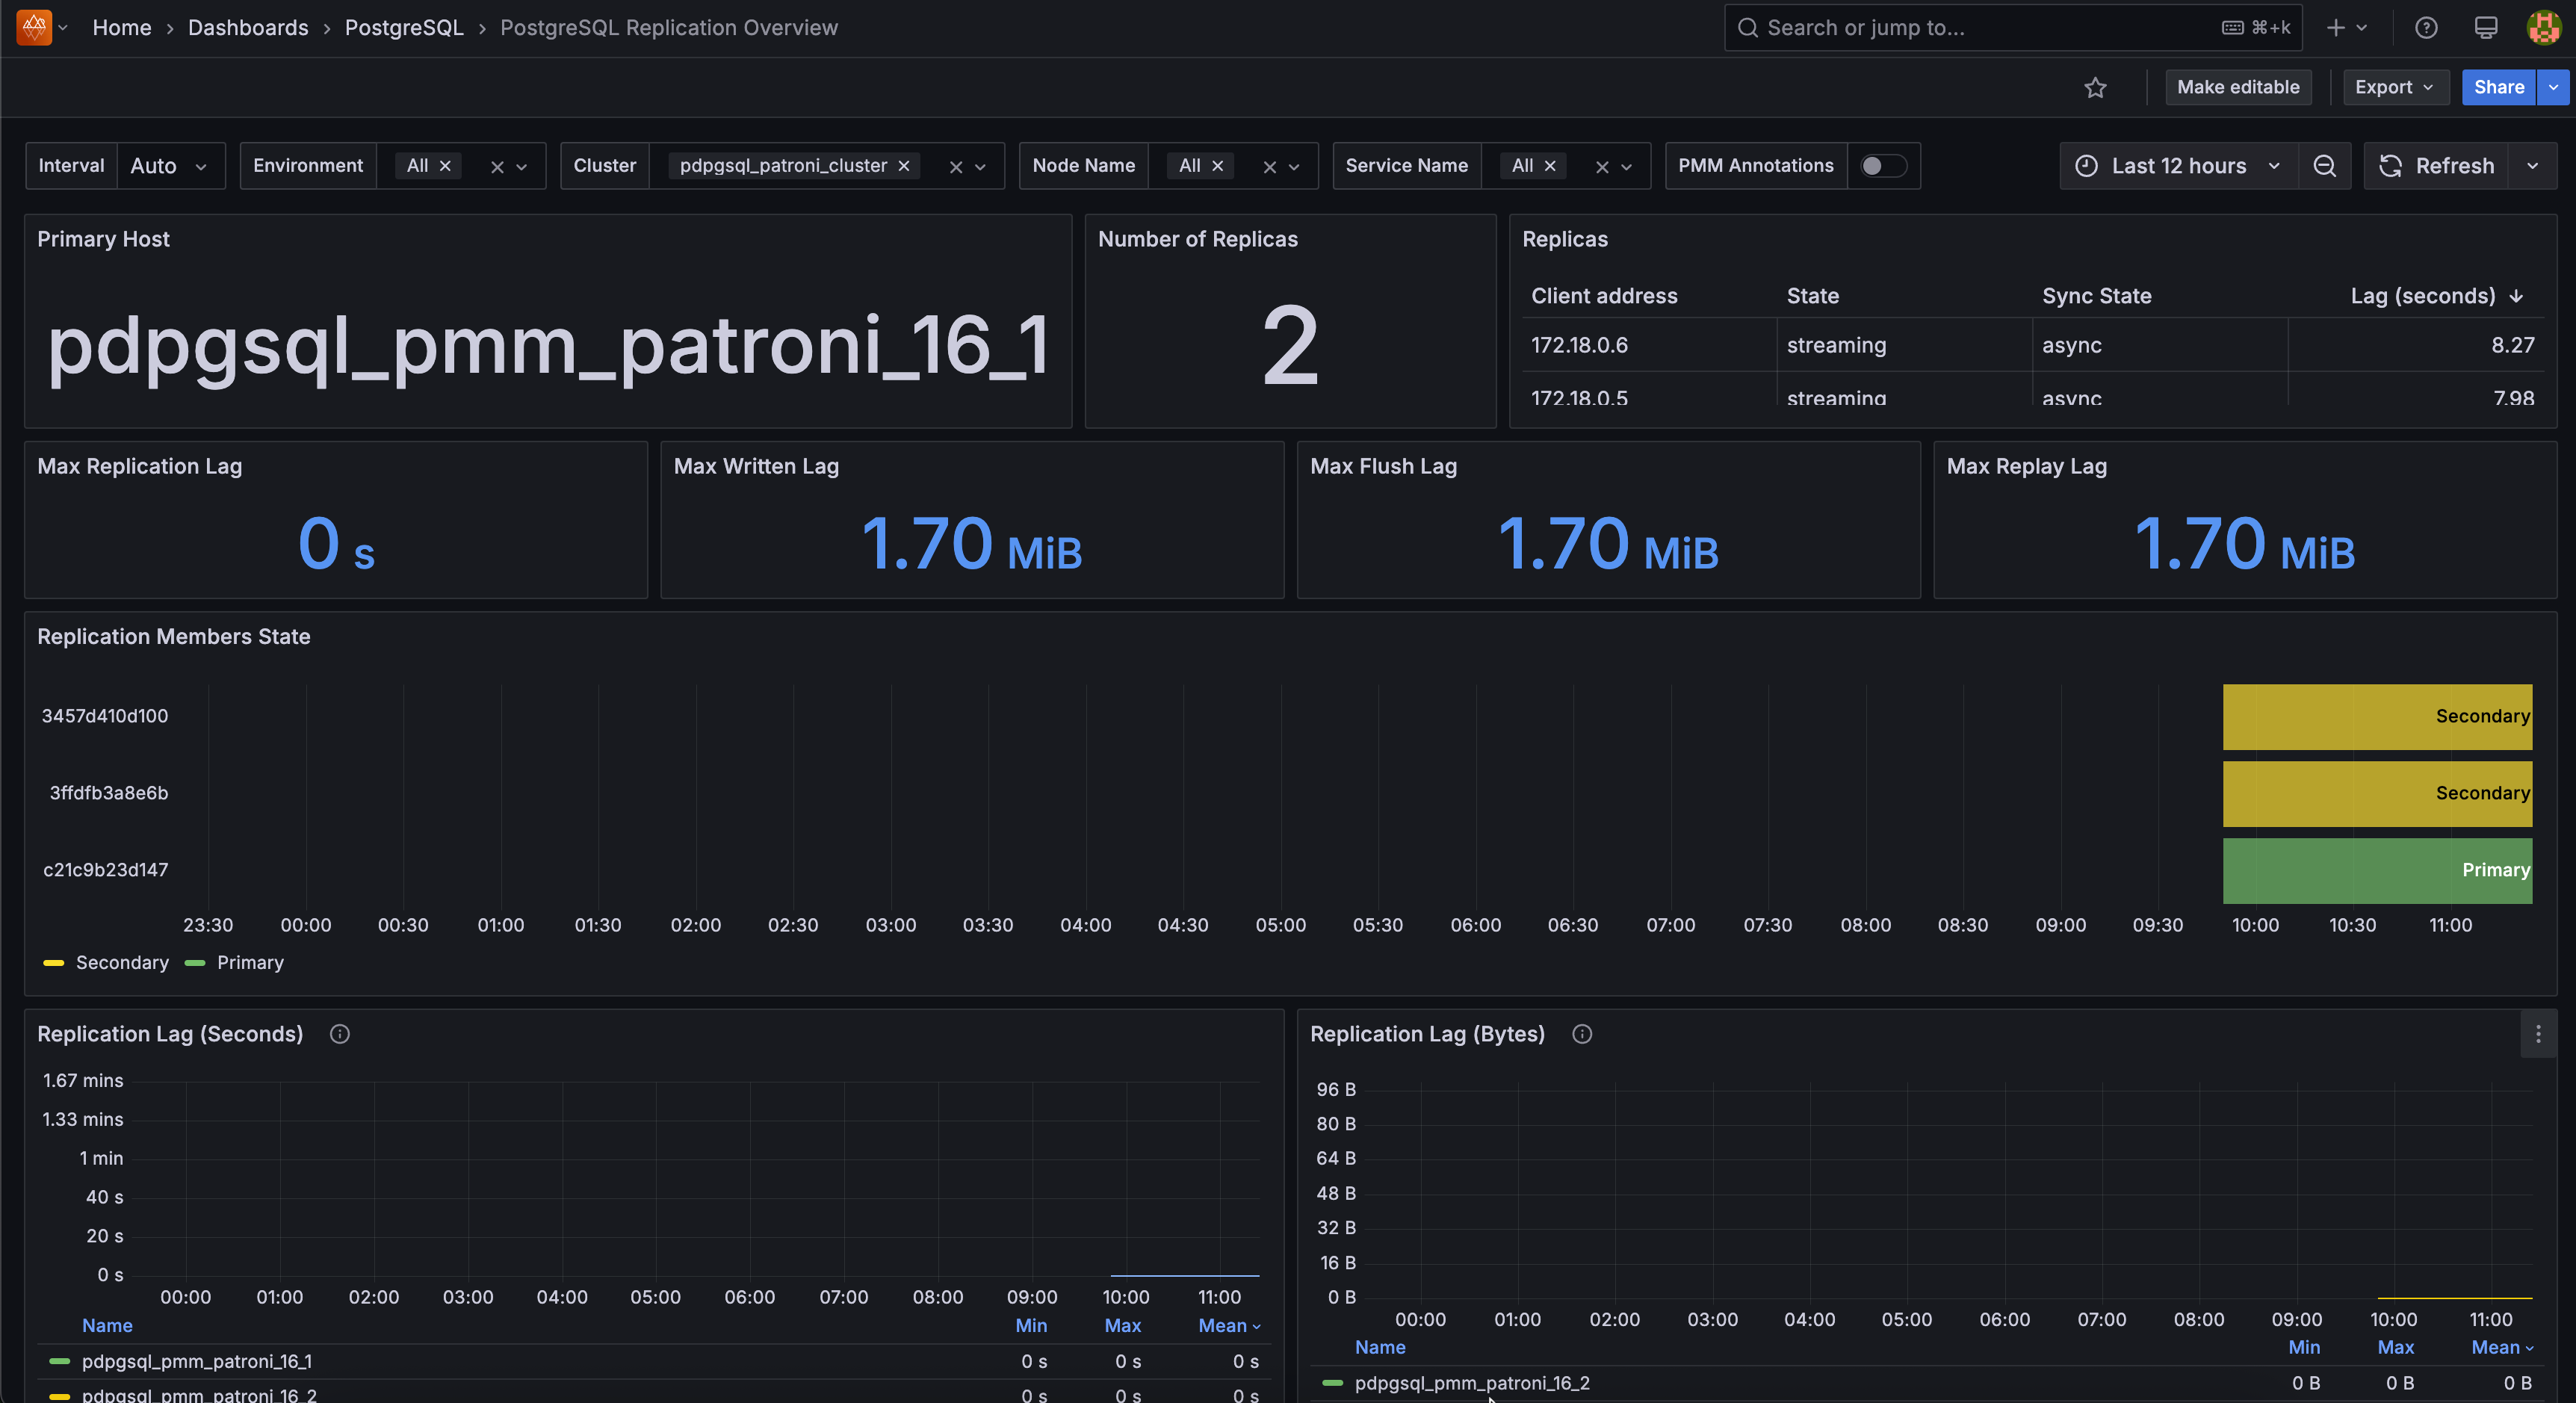 Home › Dashboards › PostgreSQL › PostgreSQL Replication Overview
Search or jump to... ⌘+k
Make editable Export Share
Interval Auto Environment All Cluster pdpgsql_patroni_cluster Node Name All Service Name All PMM Annotations Last 12 hours Refresh
Primary Host
pdpgsql_pmm_patroni_16_1
Number of Replicas
2
Replicas
Client address State Sync State Lag (seconds)
172.18.0.6 streaming async 8.27
172.18.0.5 streaming async 7.98
Max Replication Lag
0 s
Max Written Lag
1.70 MiB
Max Flush Lag
1.70 MiB
Max Replay Lag
1.70 MiB
Replication Members State
3457d410d100 Secondary
3ffdfb3a8e6b Secondary
c21c9b23d147 Primary
23:30 00:00 00:30 01:00 01:30 02:00 02:30 03:00 03:30 04:00 04:30 05:00 05:30 06:00 06:30 07:00 07:30 08:00 08:30 09:00 09:30 10:00 10:30 11:00
Secondary Primary
Replication Lag (Seconds)
1.67 mins
1.33 mins
1 min
40 s
20 s
0 s
00:00 01:00 02:00 03:00 04:00 05:00 06:00 07:00 08:00 09:00 10:00 11:00
Name Min Max Mean
pdpgsql_pmm_patroni_16_1 0 s 0 s 0 s
pdpgsql_pmm_patroni_16_2 0 s 0 s 0 s
Replication Lag (Bytes)
96 B
80 B
64 B
48 B
32 B
16 B
0 B
00:00 01:00 02:00 03:00 04:00 05:00 06:00 07:00 08:00 09:00 10:00 11:00
Name Min Max Mean
pdpgsql_pmm_patroni_16_2 0 B 0 B 0 B